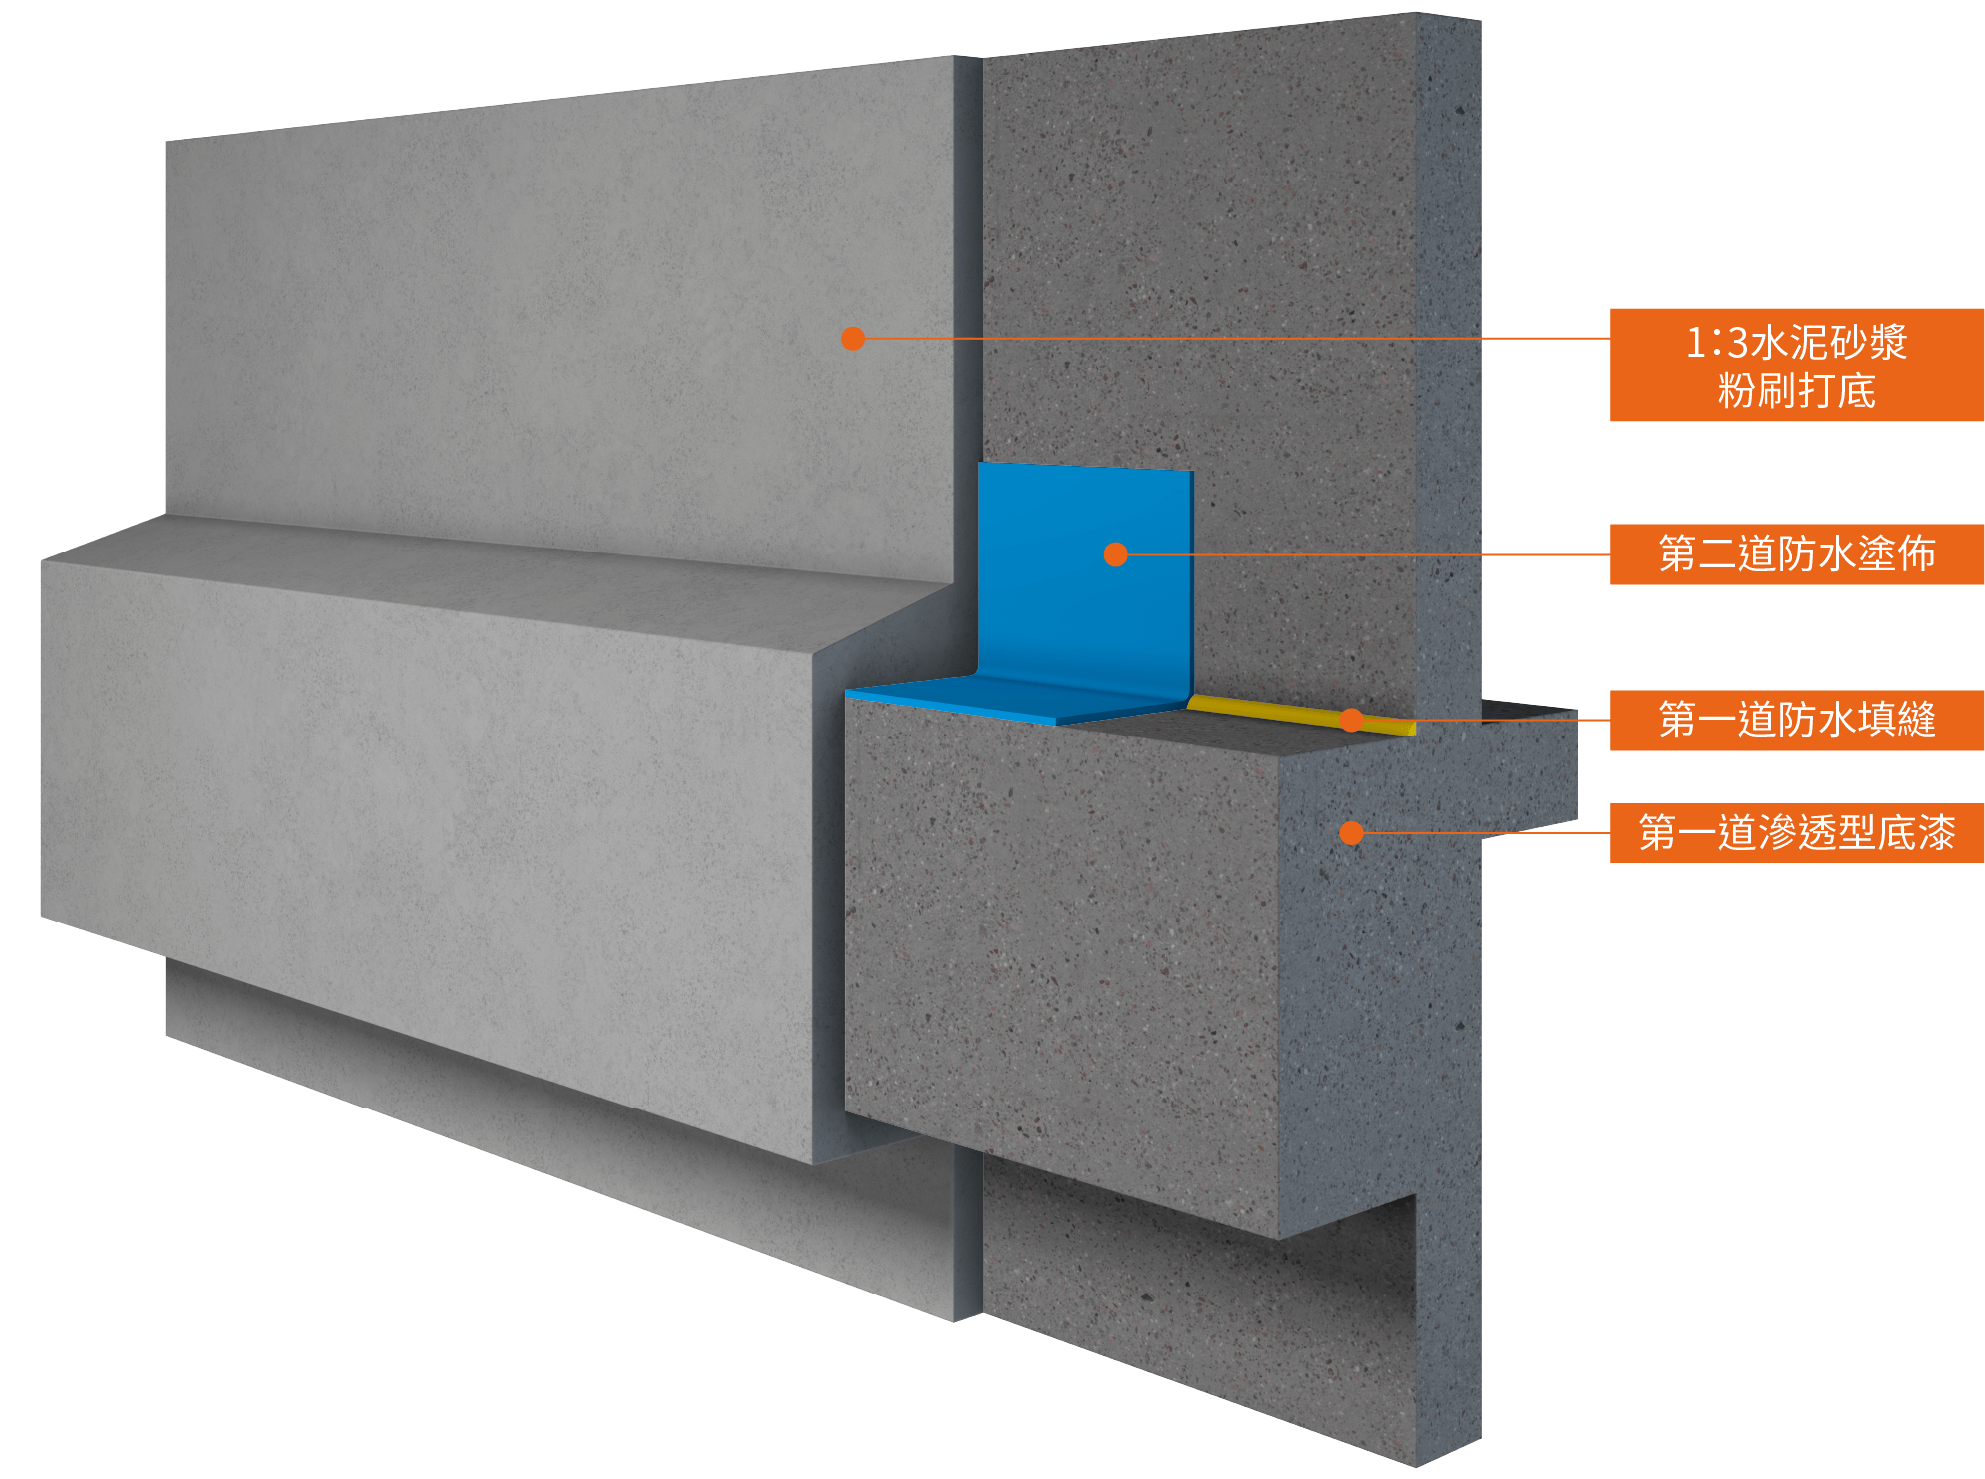 1:3水泥砂漿
粉刷打底
第二道防水塗佈
第一道防水填縫
第一道滲透型底漆